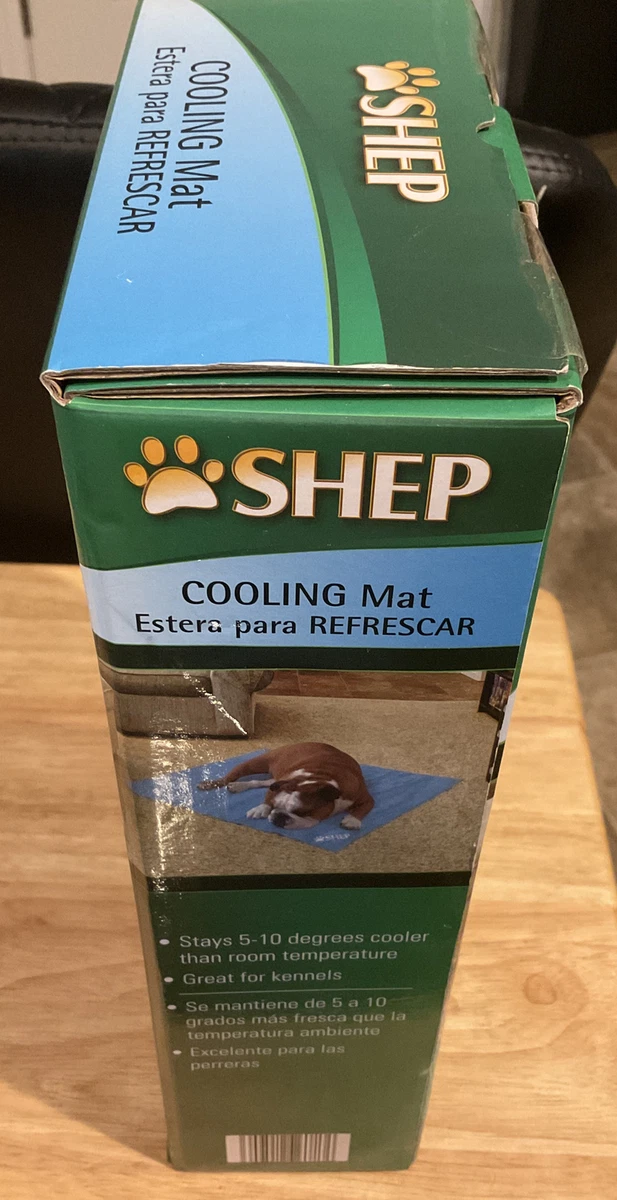 COOLING Mat
Estera para REFRESCAR
SHEP
SHEP
COOLING Mat
Estera para REFRESCAR
SHEP
• Stays 5-10 degrees cooler
than room temperature
• Great for kennels
• Se mantiene de 5 a 10
grados más fresca que la
temperatura ambiente
• Excelente para las
perreras